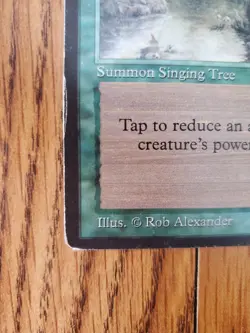 Summon Singing Tree
Tap to reduce an a
creature's power
Illus. © Rob Alexander